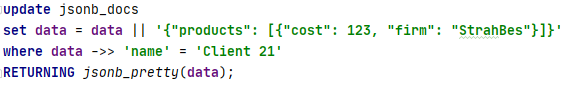 update jsonb_docs
set data = data || '{"products": [{"cost": 123, "firm": "StrahBes"}]}'
where data ->> 'name' = 'Client 21'
RETURNING jsonb_pretty(data);